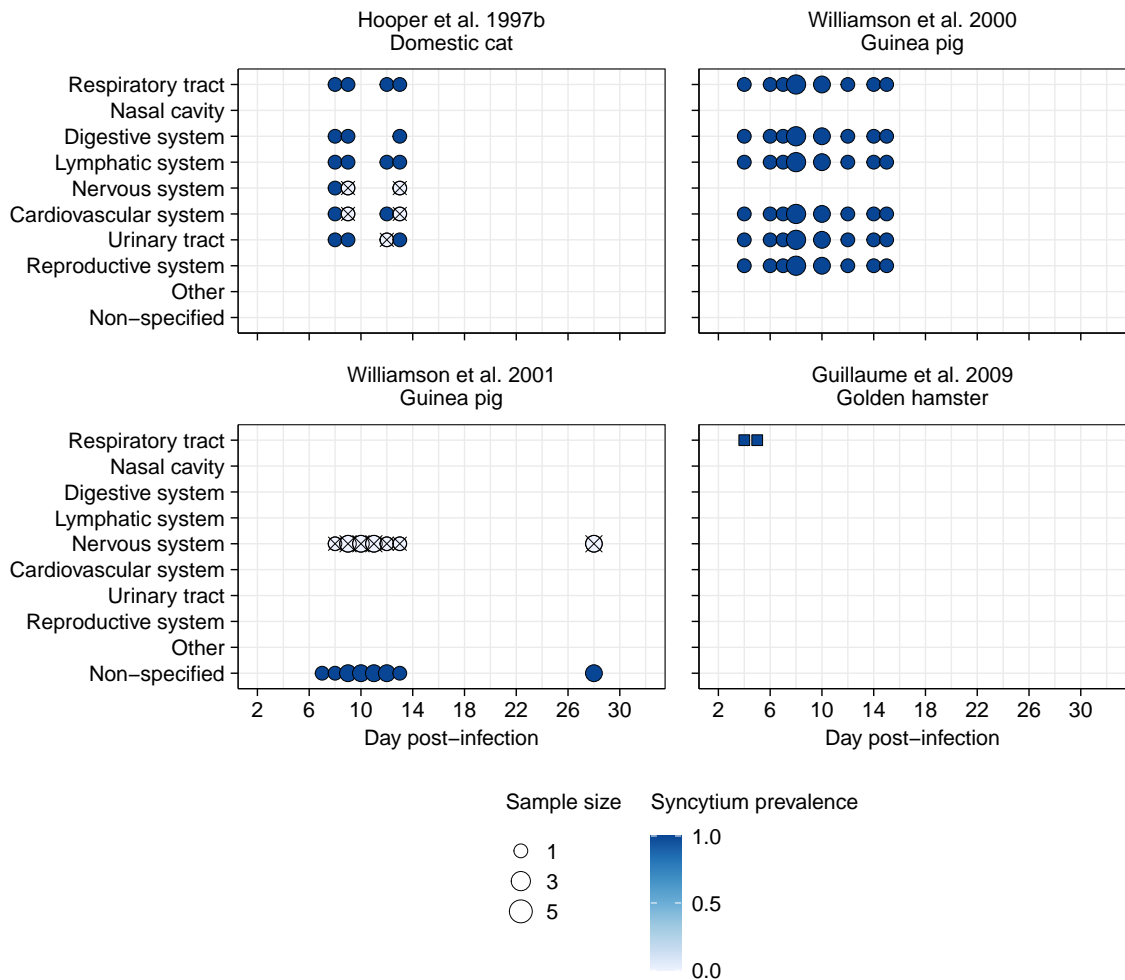 Hooper et al. 1997b
Domestic cat
Williamson et al. 2000
Guinea pig
Respiratory tract
Nasal cavity
Digestive system
Lymphatic system
Nervous system
Cardiovascular system
Urinary tract
Reproductive system
Other
Non−specified
Williamson et al. 2001
Guinea pig
Guillaume et al. 2009
Golden hamster
Respiratory tract
Nasal cavity
Digestive system
Lymphatic system
Nervous system
Cardiovascular system
Urinary tract
Reproductive system
Other
Non−specified
2 6 10 14 18 22 26 30
2 6 10 14 18 22 26 30
Day post−infection
Day post−infection
Sample size
1
3
5
Syncytium prevalence
1.0
0.5
0.0